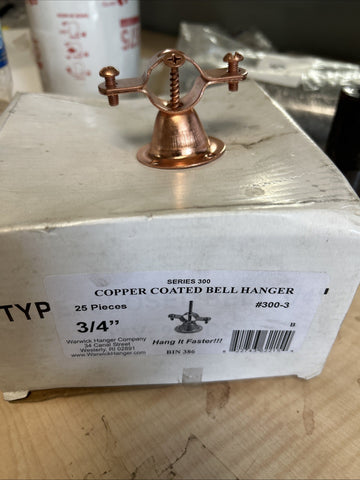 SERIES 300
COPPER COATED BELL HANGER
25 Pieces
#300-3
TYP
3/4"
B
Warwick Hanger Company
34 Canal Street
Westerly, RI 02891
www.WarwickHanger.com
Hang It Faster!!!
BIN 386